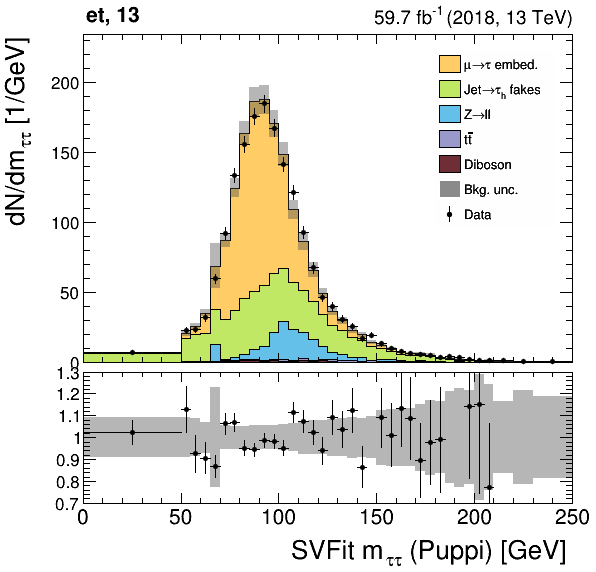 et, 13
59.7 fb⁻¹ (2018, 13 TeV)
dN/dm_ττ [1/GeV]
200
150
100
50
0
μ→τ embed.
Jet→τ_h fakes
Z→ll
tt̄
Diboson
Bkg. unc.
Data
1.3
1.2
1.1
1
0.9
0.8
0.7
0 50 100 150 200 250
SVFit m_ττ (Puppi) [GeV]